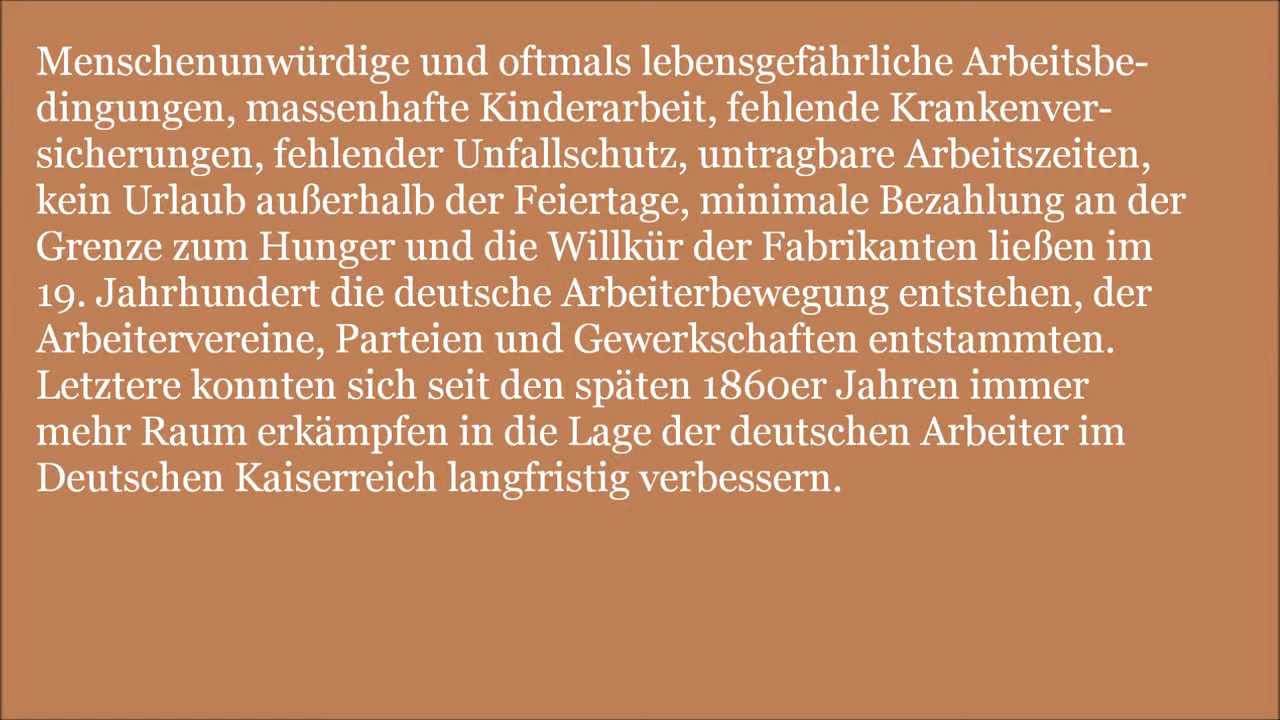 Menschenunwürdige und oftmals lebensgefährliche Arbeitsbe-
dingungen, massenhafte Kinderarbeit, fehlende Krankenver-
sicherungen, fehlender Unfallschutz, untragbare Arbeitszeiten,
kein Urlaub außerhalb der Feiertage, minimale Bezahlung an der
Grenze zum Hunger und die Willkür der Fabrikanten ließen im
19. Jahrhundert die deutsche Arbeiterbewegung entstehen, der
Arbeitervereine, Parteien und Gewerkschaften entstammten.
Letztere konnten sich seit den späten 1860er Jahren immer
mehr Raum erkämpfen in die Lage der deutschen Arbeiter im
Deutschen Kaiserreich langfristig verbessern.